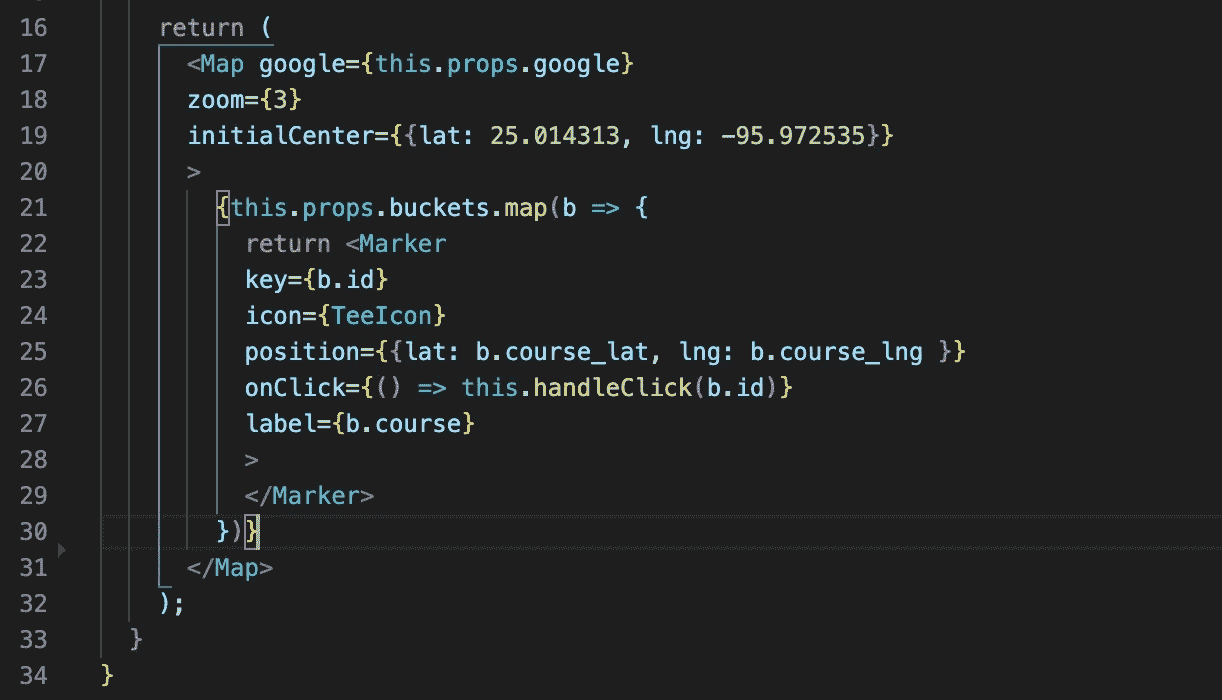 16 return (
17 <Map google={this.props.google}
18 zoom={3}
19 initialCenter={{lat: 25.014313, lng: -95.972535}}
20 >
21 {this.props.buckets.map(b => {
22 return <Marker
23 key={b.id}
24 icon={TeeIcon}
25 position={{lat: b.course_lat, lng: b.course_lng }}
26 onClick={() => this.handleClick(b.id)}
27 label={b.course}
28 >
29 </Marker>
30 })}
31 </Map>
32 );
33 }
34 }